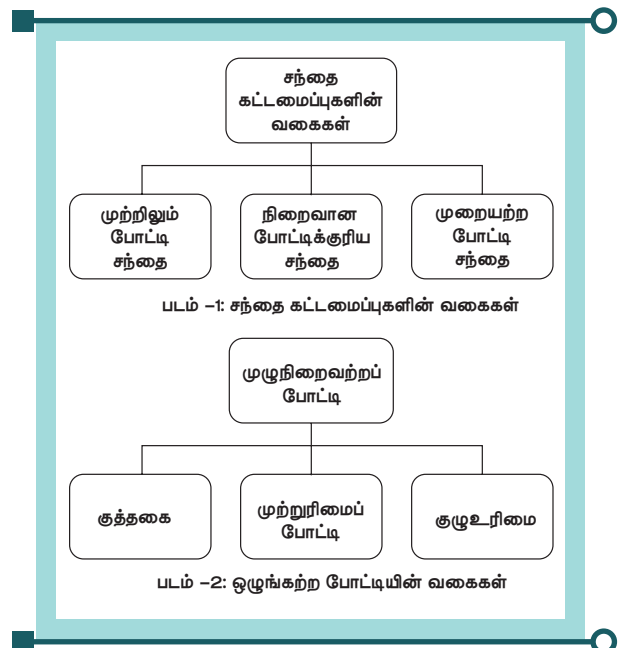 சந்தை
கட்டமைப்புகளின்
வகைகள்
முற்றிலும்
போட்டி
சந்தை
நிறைவான
போட்டிக்குரிய
சந்தை
முறையற்ற
போட்டி
சந்தை
படம் –1: சந்தை கட்டமைப்புகளின் வகைகள்
முழுநிறைவற்றப்
போட்டி
குத்தகை
முற்றுரிமைப்
போட்டி
குழுஉரிமை
படம் –2: ஒழுங்கற்ற போட்டியின் வகைகள்